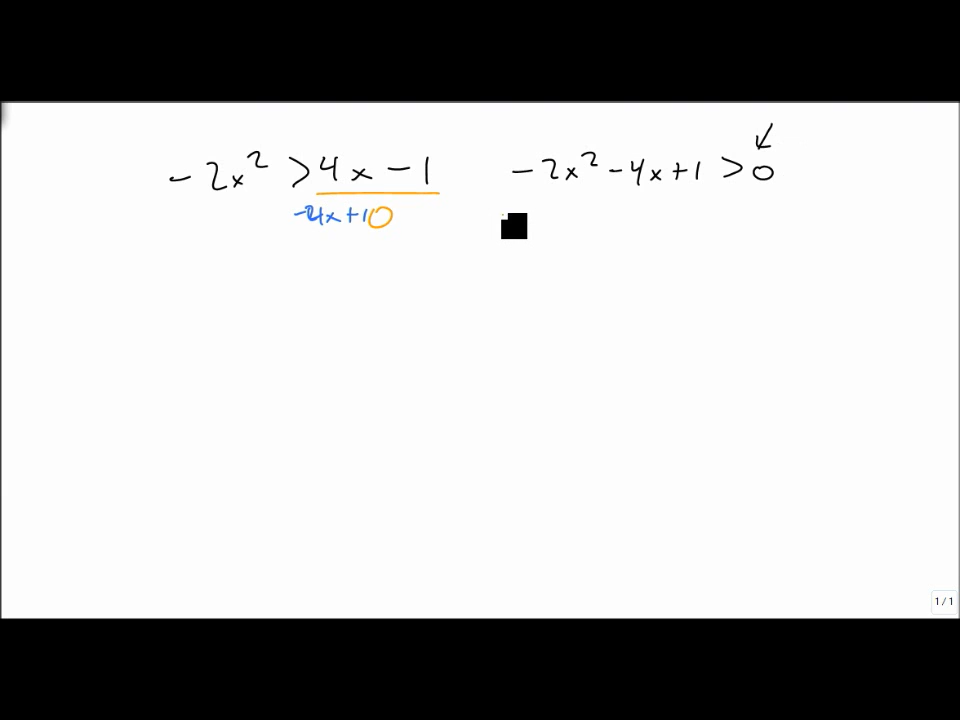 -2x² > 4x - 1
-4x + 1 0
-2x² - 4x + 1 > 0
1/1